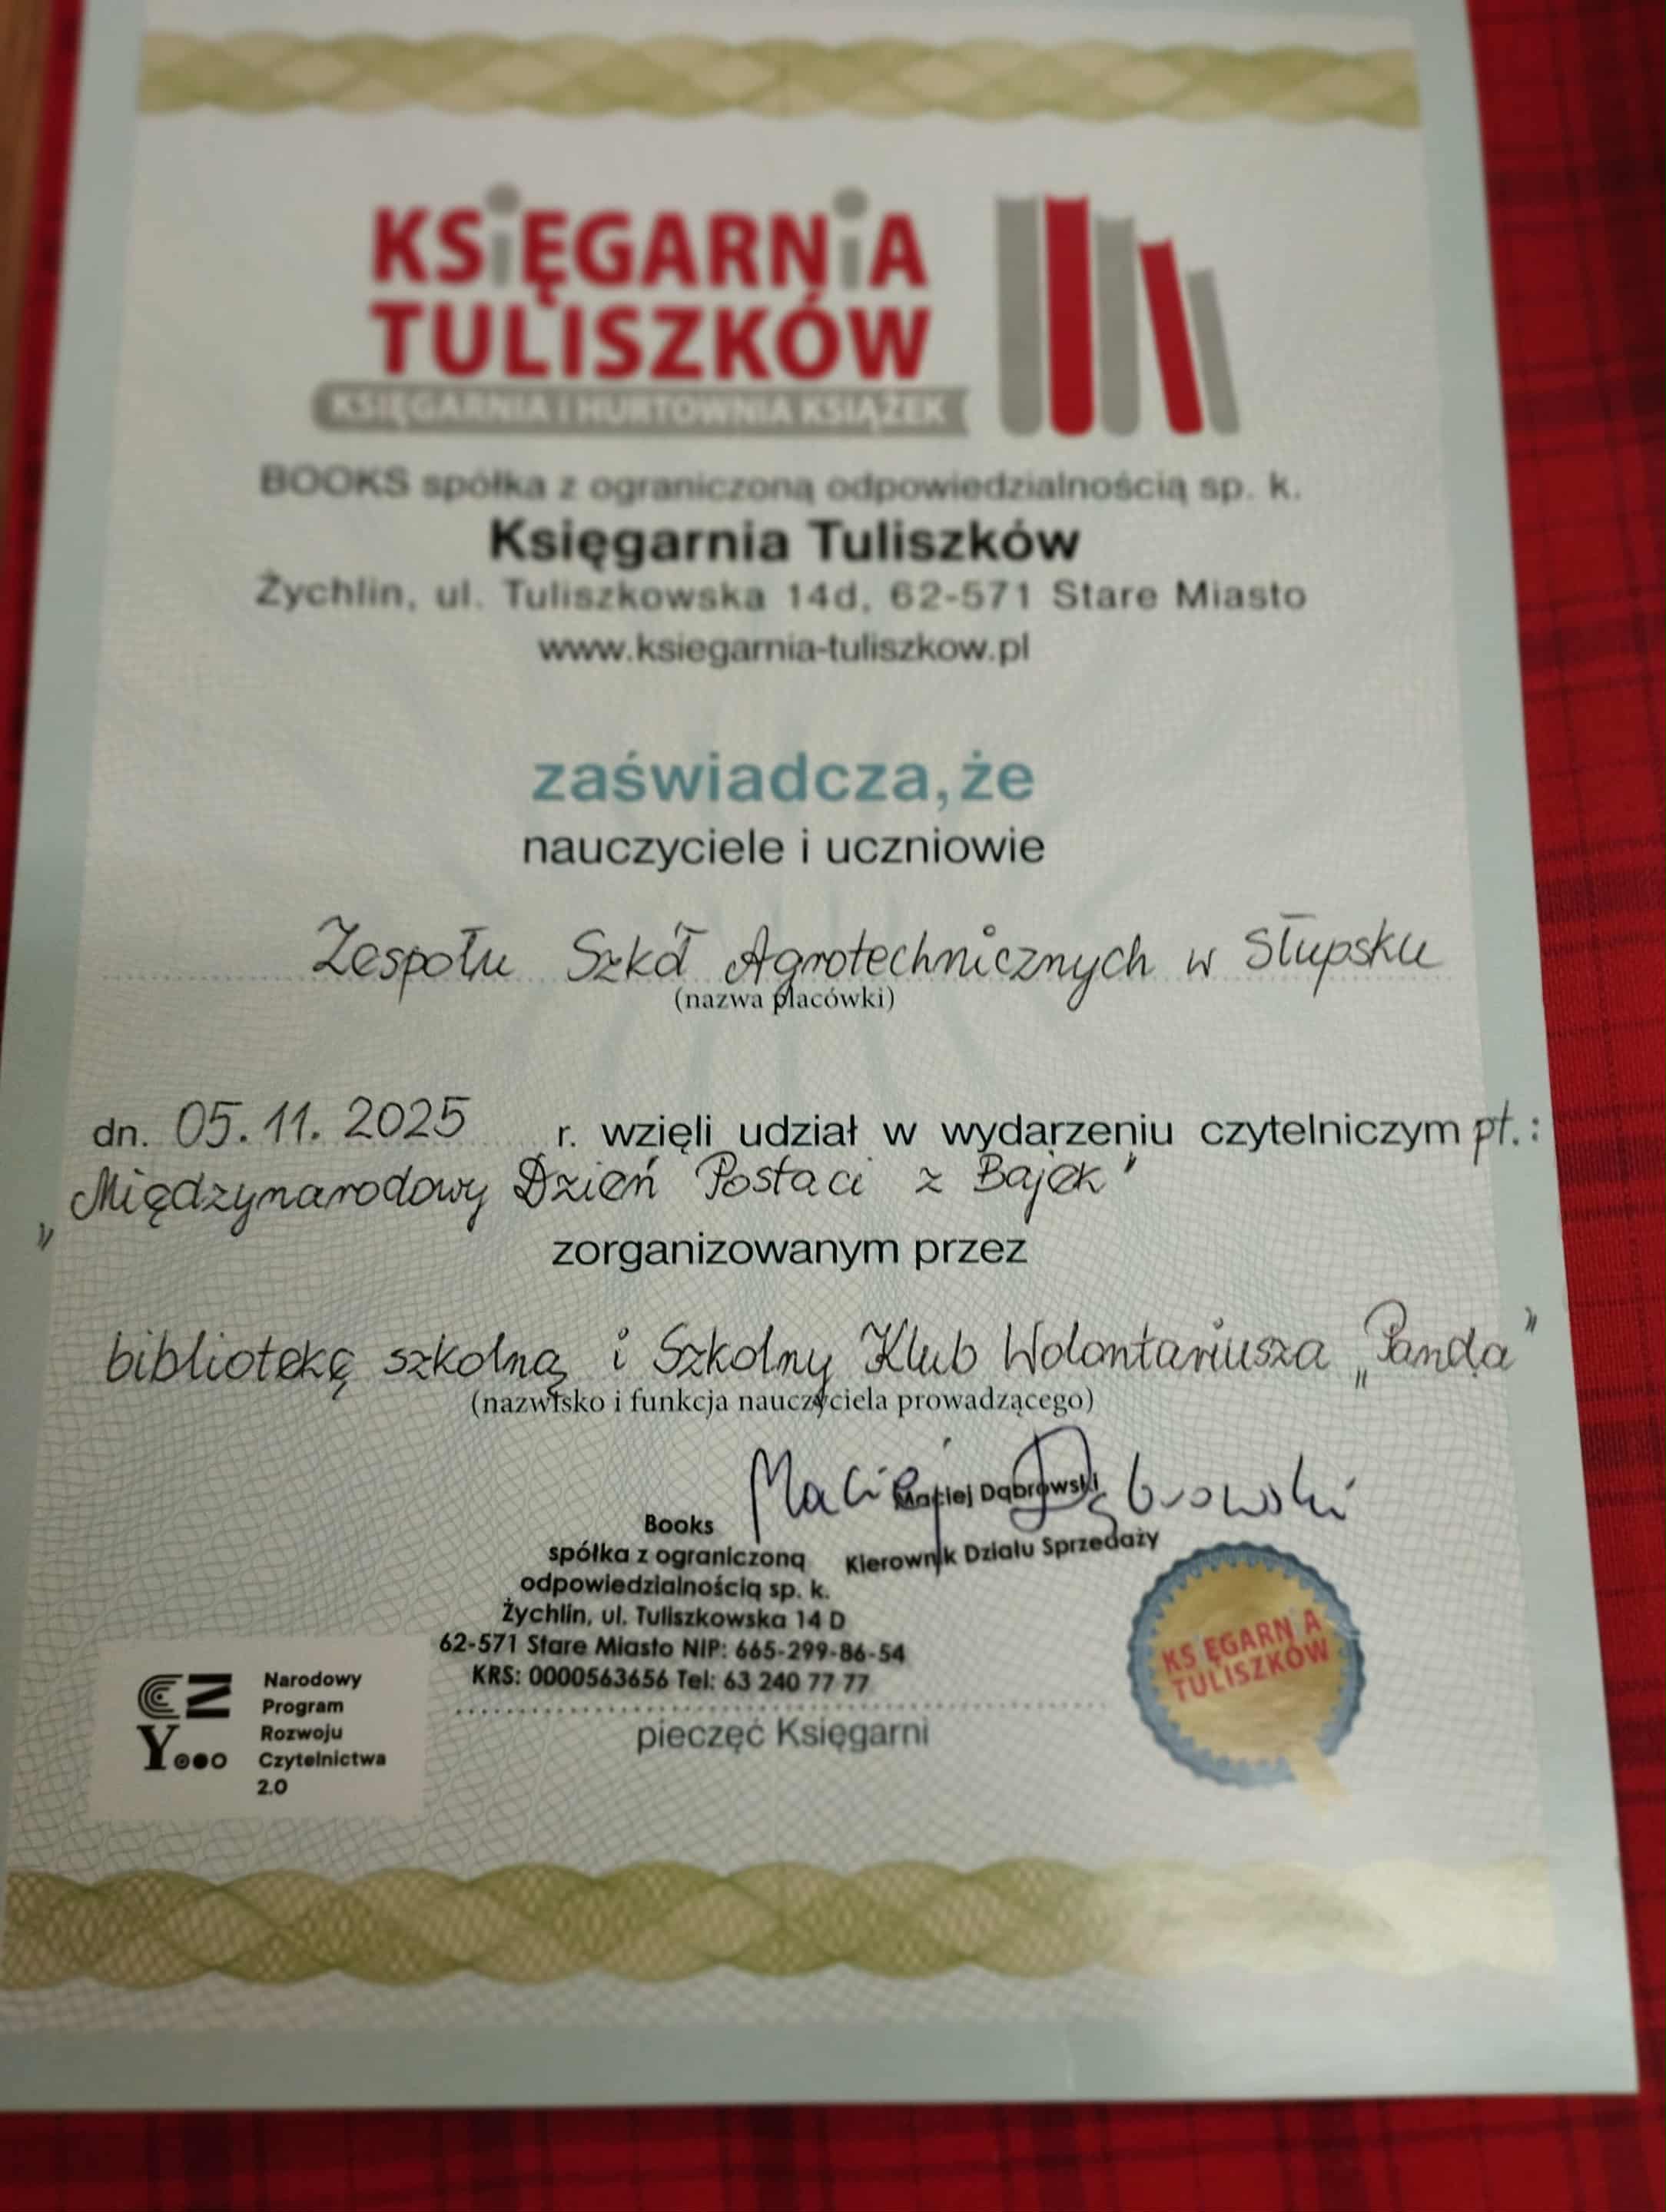 KSiĘGARNiA
TULISZKÓW
KSIĘGARNIA I HURTOWNIA KSIĄŻEK
BOOKS spółka z ograniczoną odpowiedzialnością sp. k.
Księgarnia Tuliszków
Żychlin, ul. Tuliszkowska 14d, 62-571 Stare Miasto
www.ksiegarnia-tuliszkow.pl
zaświadcza, że
nauczyciele i uczniowie
Zespołu Szkół Agrotechnicznych w Słupsku
(nazwa placówki)
dn. 05.11.2025 r. wzięli udział w wydarzeniu czytelniczym pt.:
„Międzynarodowy Dzień Postaci z Bajek"
zorganizowanym przez
bibliotekę szkolną i Szkolny Klub Wolontariusza „Panda"
(nazwisko i funkcja nauczyciela prowadzącego)
Maciej Dąbrowski
Maciej Dąbrowski
Kierownik Działu Sprzedaży
Books
spółka z ograniczoną
odpowiedzialnością sp. k.
Żychlin, ul. Tuliszkowska 14 D
62-571 Stare Miasto NIP: 665-299-86-54
KRS: 0000563656 Tel: 63 240 77 77
pieczęć Księgarni
CZ
Y
Narodowy
Program
Rozwoju
Czytelnictwa
2.0
KS EGARN A
TULISZKÓW